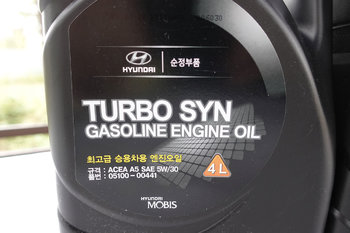 HYUNDAI
순정부품
TURBO SYN
GASOLINE ENGINE OIL
최고급 승용차용 엔진오일
규격 : ACEA A5 SAE 5W/30
품번 : 05100-00441
4 L
HYUNDAI
MOBIS